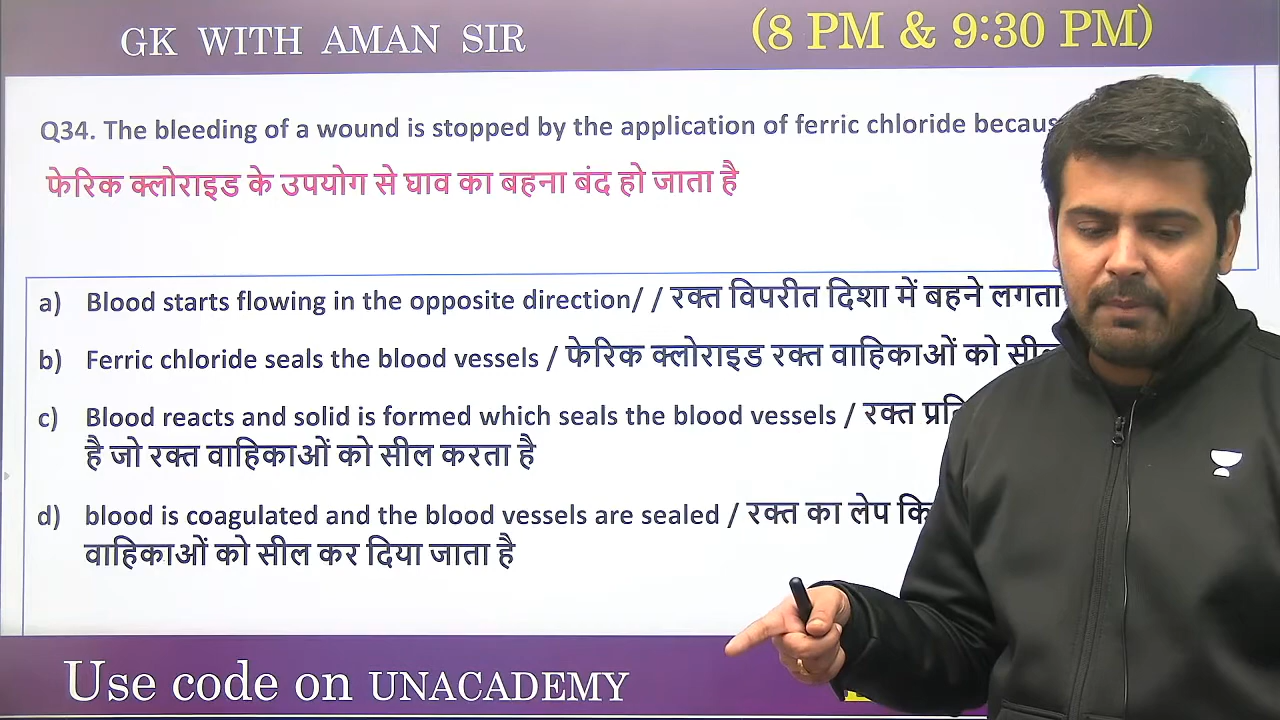 GK WITH AMAN SIR
(8 PM & 9:30 PM)
Q34. The bleeding of a wound is stopped by the application of ferric chloride
फेरिक क्लोराइड के उपयोग से घाव का बहना बंद हो जाता है
a) Blood starts flowing in the opposite direction/ / रक्त विपरीत दिशा में बहने लगता
b) Ferric chloride seals the blood vessels / फेरिक क्लोराइड रक्त वाहिकाओं को
c) Blood reacts and solid is formed which seals the blood vessels / रक्त
है जो रक्त वाहिकाओं को सील करता है
d) blood is coagulated and the blood vessels are sealed / रक्त का लेप
वाहिकाओं को सील कर दिया जाता है
Use code on UNACADEMY